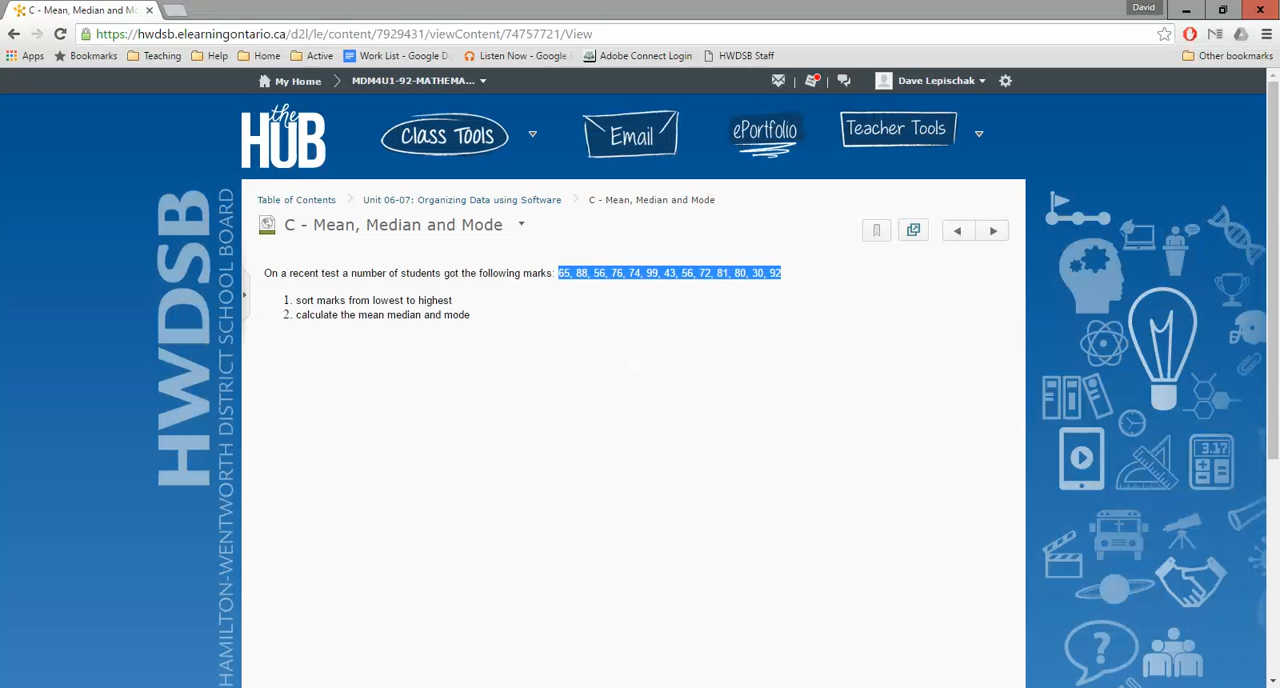 C - Mean, Median and Mo
David
https://hwdsb.elearningontario.ca/d2l/le/content/7929431/viewContent/74757721/View
Apps Bookmarks Teaching Help Home Active Work List - Google D Listen Now - Google Adobe Connect Login HWDSB Staff Other bookmarks
My Home MDM4U1-92-MATHEMA... Dave Lepischak
the HUB Class Tools Email ePortfolio Teacher Tools
Table of Contents Unit 06-07: Organizing Data using Software C - Mean, Median and Mode
C - Mean, Median and Mode
On a recent test a number of students got the following marks: 65, 88, 56, 76, 74, 99, 43, 56, 72, 81, 80, 30, 92
1. sort marks from lowest to highest
2. calculate the mean median and mode
HWDSB
HAMILTON-WENTWORTH DISTRICT SCHOOL BOARD
3.17